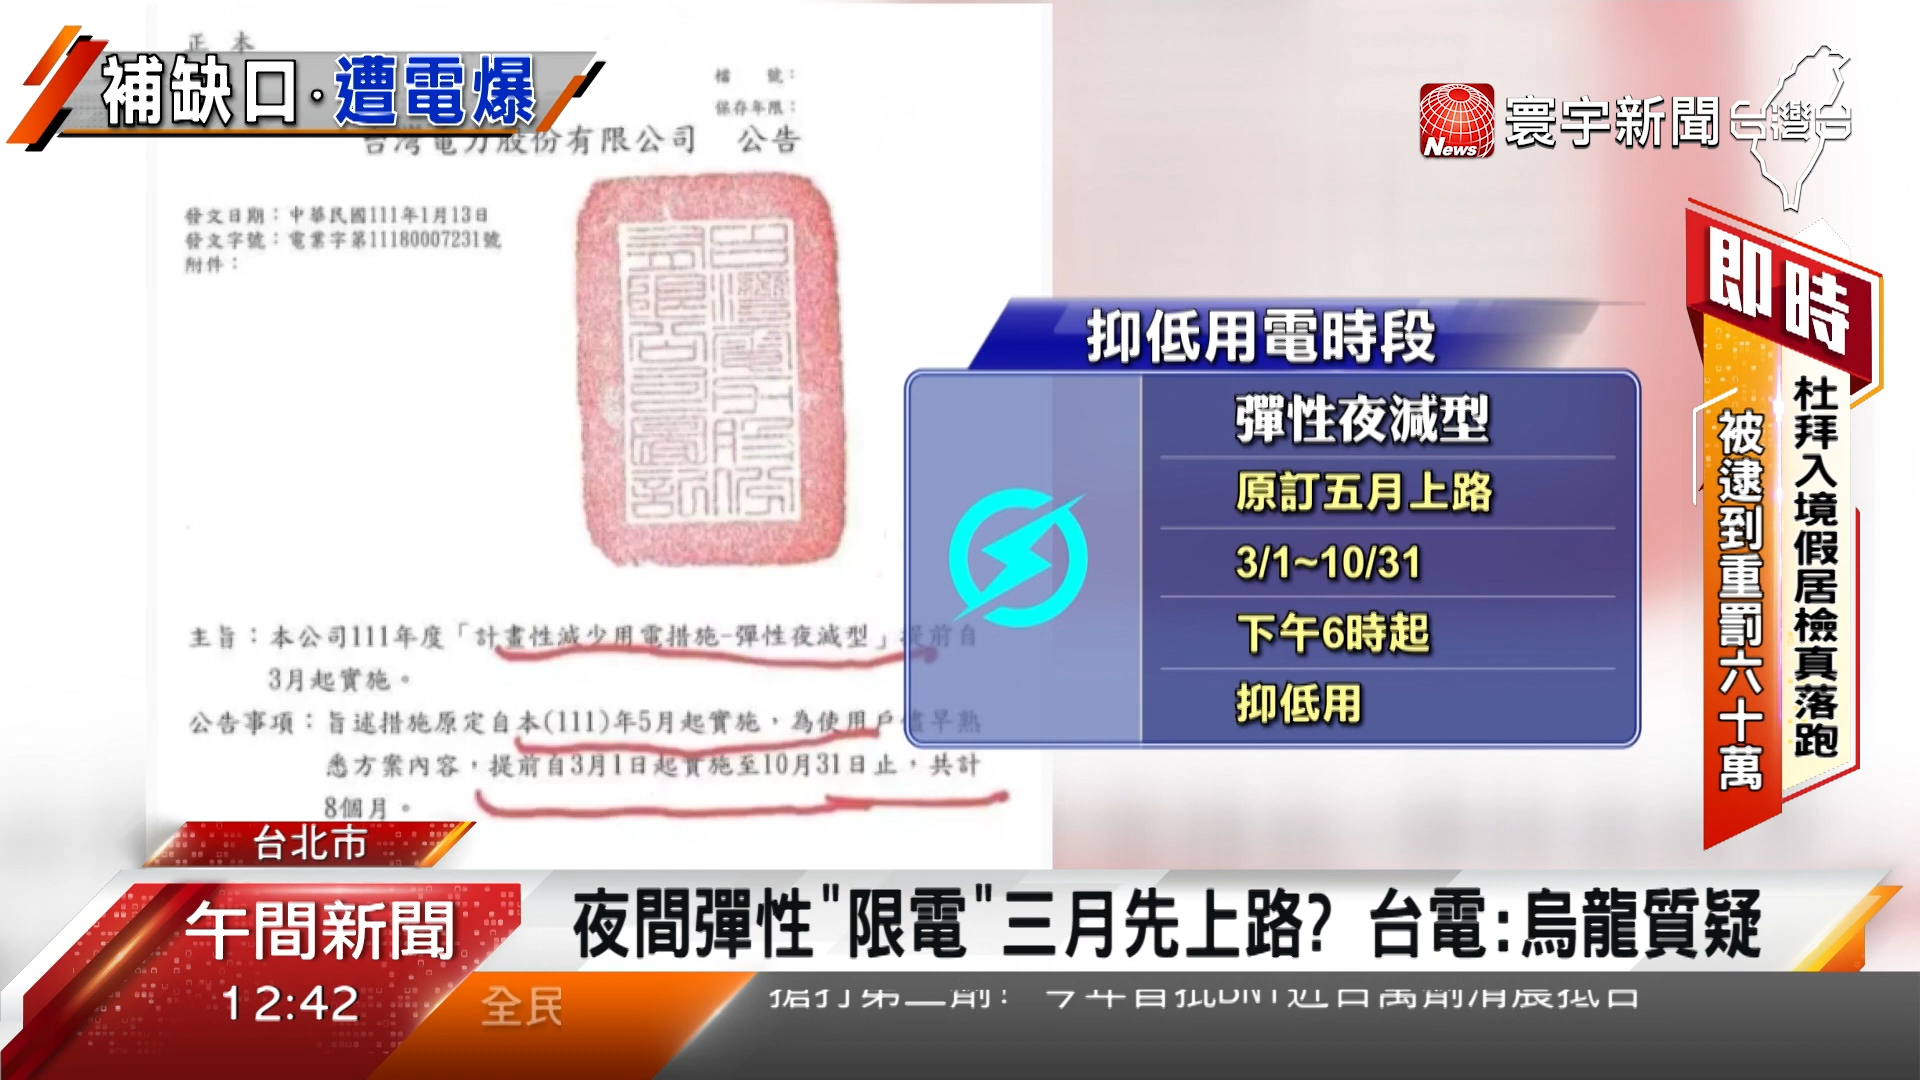 正 本
補缺口·遭電爆
檔 號：
保存年限：
台灣電力股份有限公司 公告
發文日期：中華民國111年1月13日
發文字號：電業字第11180007231號
附件：
主旨：本公司111年度「計畫性減少用電措施-彈性夜減型」提前自
3月起實施。
公告事項：旨述措施原定自本(111)年5月起實施，為使用戶儘早熟
悉方案內容，提前自3月1日起實施至10月31日止，共計
8個月。
抑低用電時段
彈性夜減型
原訂五月上路
3/1~10/31
下午6時起
抑低用
News
寰宇新聞
台灣台
即時
杜拜入境假居檢真落跑
被逮到重罰六十萬
台北市
午間新聞
12:42
夜間彈性"限電"三月先上路? 台電:烏龍質疑
全民